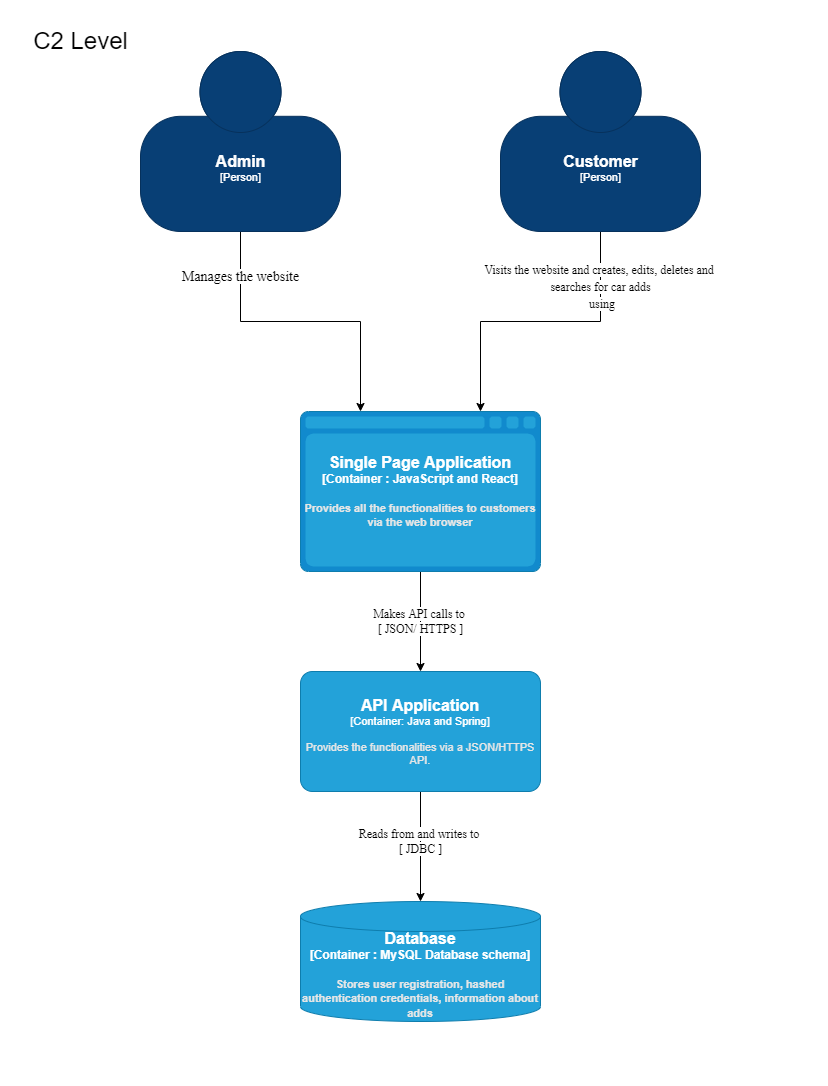 C2 Level
Admin
[Person]
Customer
[Person]
Manages the website
Visits the website and creates, edits, deletes and
searches for car adds
using
Single Page Application
[Container : JavaScript and React]
Provides all the functionalities to customers
via the web browser
Makes API calls to
[ JSON/ HTTPS ]
API Application
[Container: Java and Spring]
Provides the functionalities via a JSON/HTTPS
API.
Reads from and writes to
[ JDBC ]
Database
[Container : MySQL Database schema]
Stores user registration, hashed
authentication credentials, information about
adds